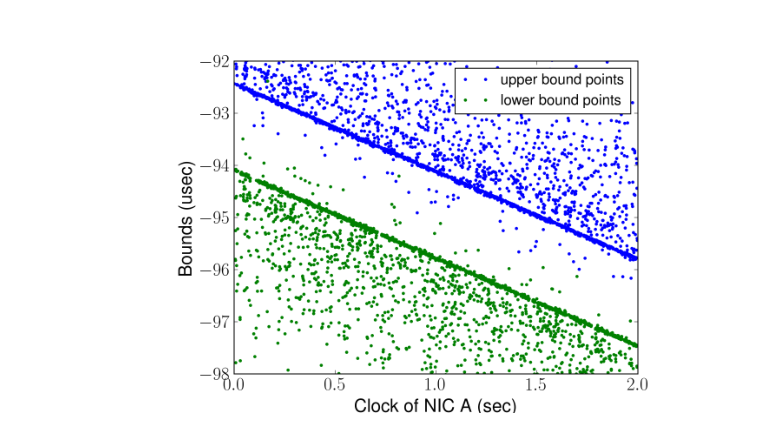 −92
upper bound points
lower bound points
−93
−94
−95
−96
−97
−98
Bounds (usec)
0.0 0.5 1.0 1.5 2.0
Clock of NIC A (sec)